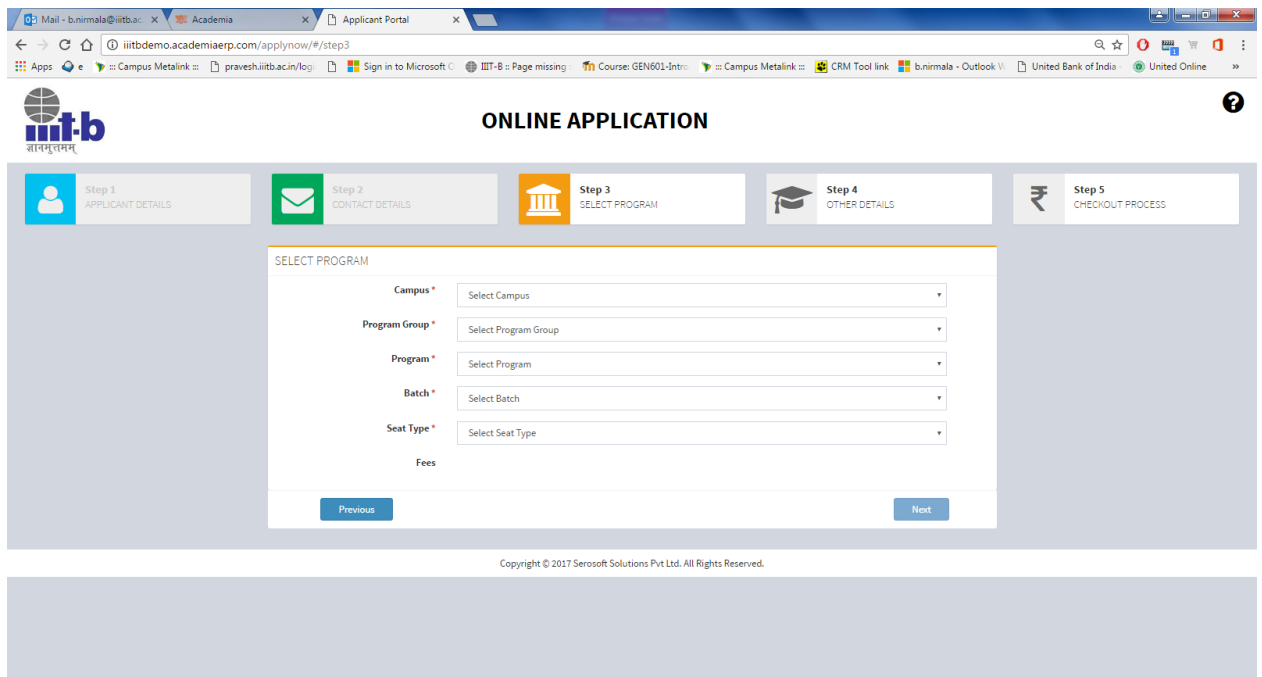 Mail - b.nirmala@iiitb.ac.
Academia
Applicant Portal
iiitbdemo.academiaerp.com/applynow/#/step3
Apps
e
::: Campus Metalink :::
pravesh.iiitb.ac.in/logi
Sign in to Microsoft O
IIIT-B :: Page missing :
Course: GEN601-Intro
::: Campus Metalink :::
CRM Tool link
b.nirmala - Outlook W
United Bank of India -
United Online
»
iiit-b
ज्ञानमुत्तमम्
ONLINE APPLICATION
?
Step 1
APPLICANT DETAILS
Step 2
CONTACT DETAILS
Step 3
SELECT PROGRAM
Step 4
OTHER DETAILS
₹
Step 5
CHECKOUT PROCESS
SELECT PROGRAM
Campus * Select Campus
Program Group * Select Program Group
Program * Select Program
Batch * Select Batch
Seat Type * Select Seat Type
Fees
Previous
Next
Copyright © 2017 Serosoft Solutions Pvt Ltd. All Rights Reserved.